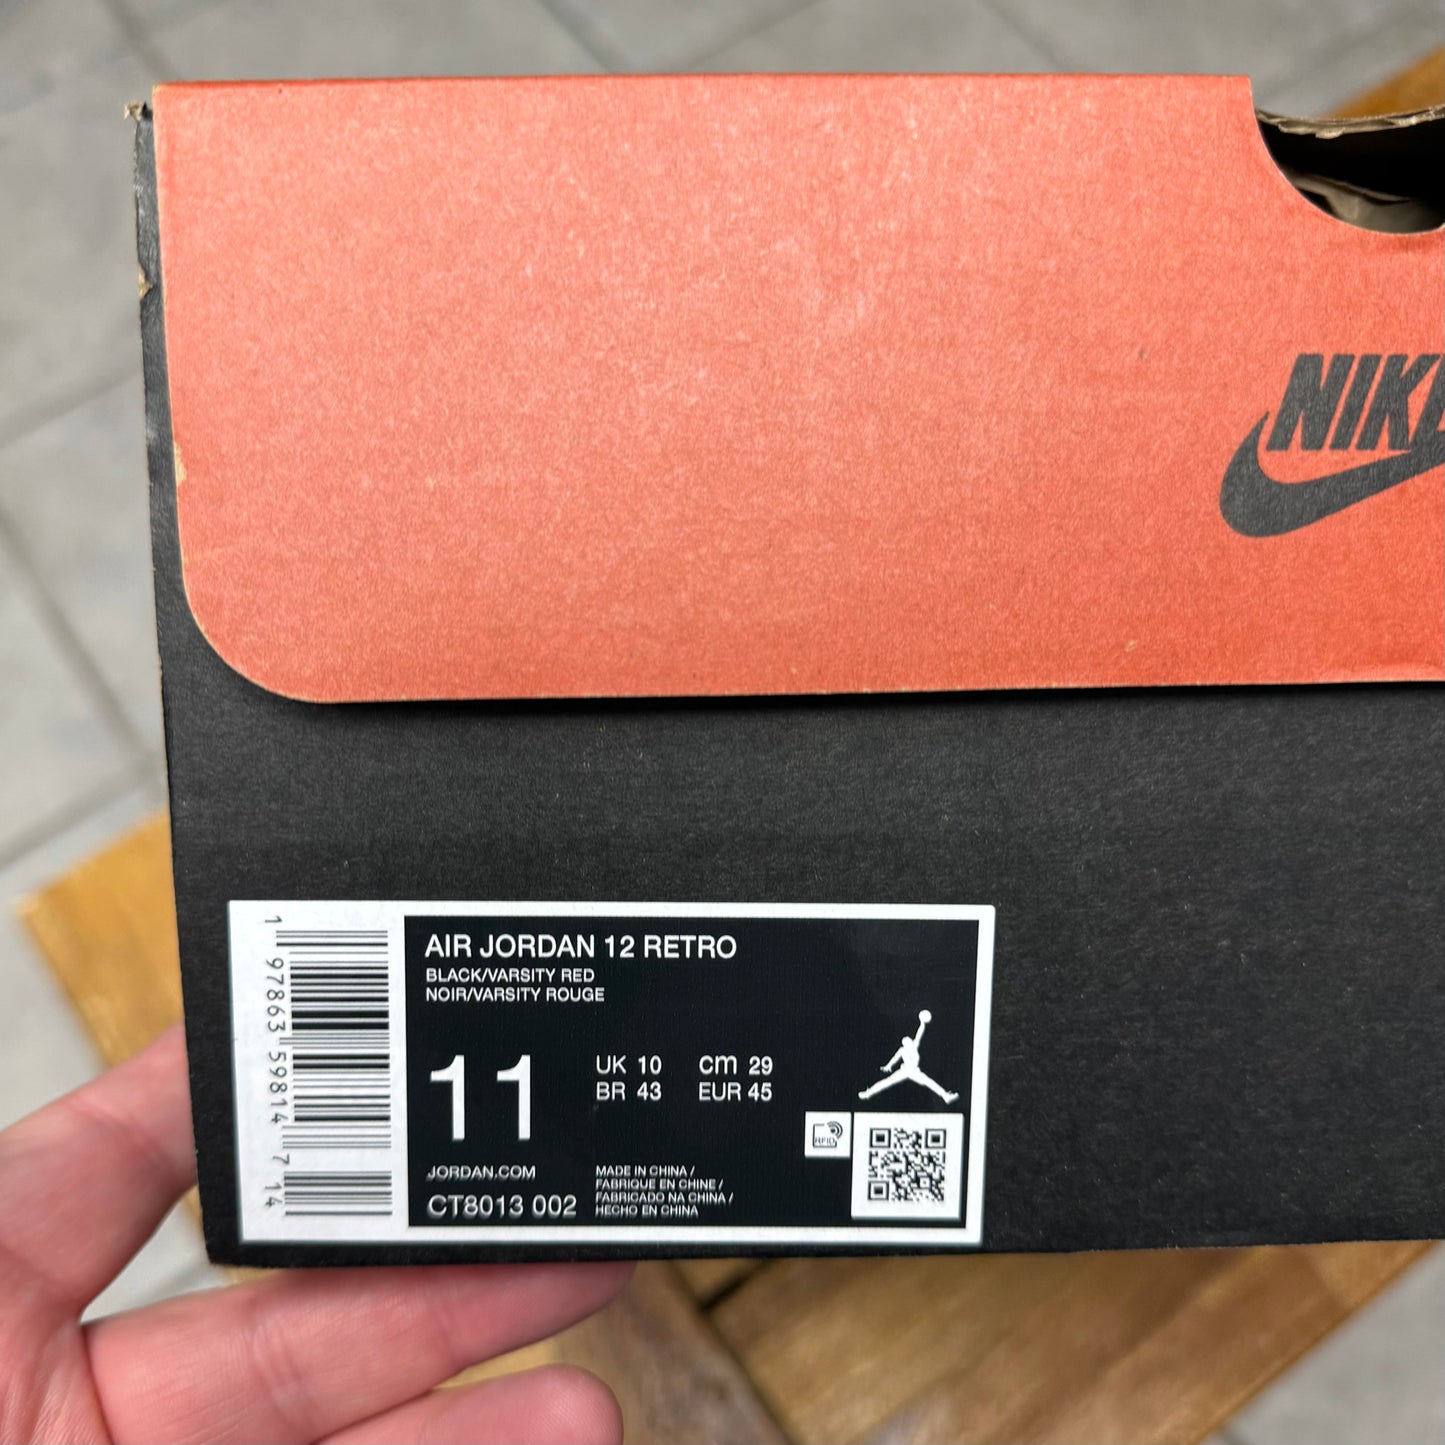 NIKE
AIR JORDAN 12 RETRO
BLACK/VARSITY RED
NOIR/VARSITY ROUGE
11
UK 10 cm 29
BR 43 EUR 45
RFID
JORDAN.COM
CT8013 002
MADE IN CHINA /
FABRIQUE EN CHINE /
FABRICADO NA CHINA /
HECHO EN CHINA
1 97863 59814 7 14